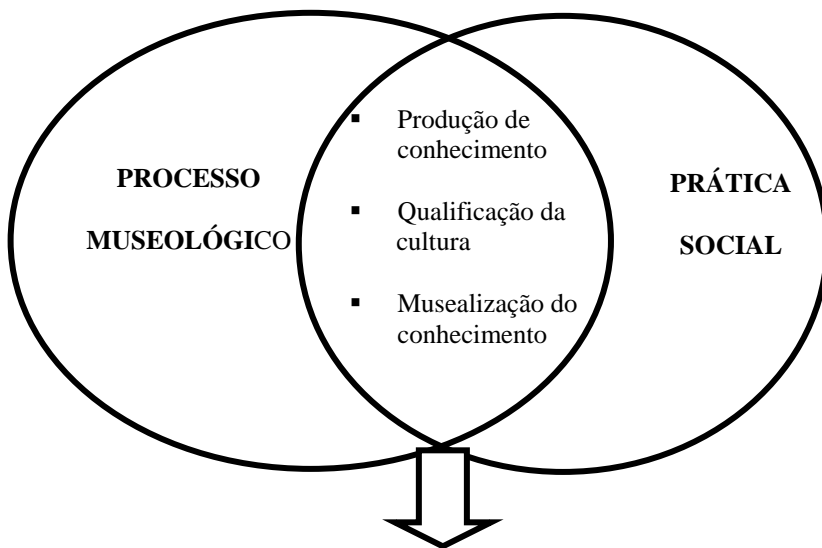 PROCESSO
MUSEOLÓGICO
▪ Produção de
conhecimento
▪ Qualificação da
cultura
▪ Musealização do
conhecimento
PRÁTICA
SOCIAL